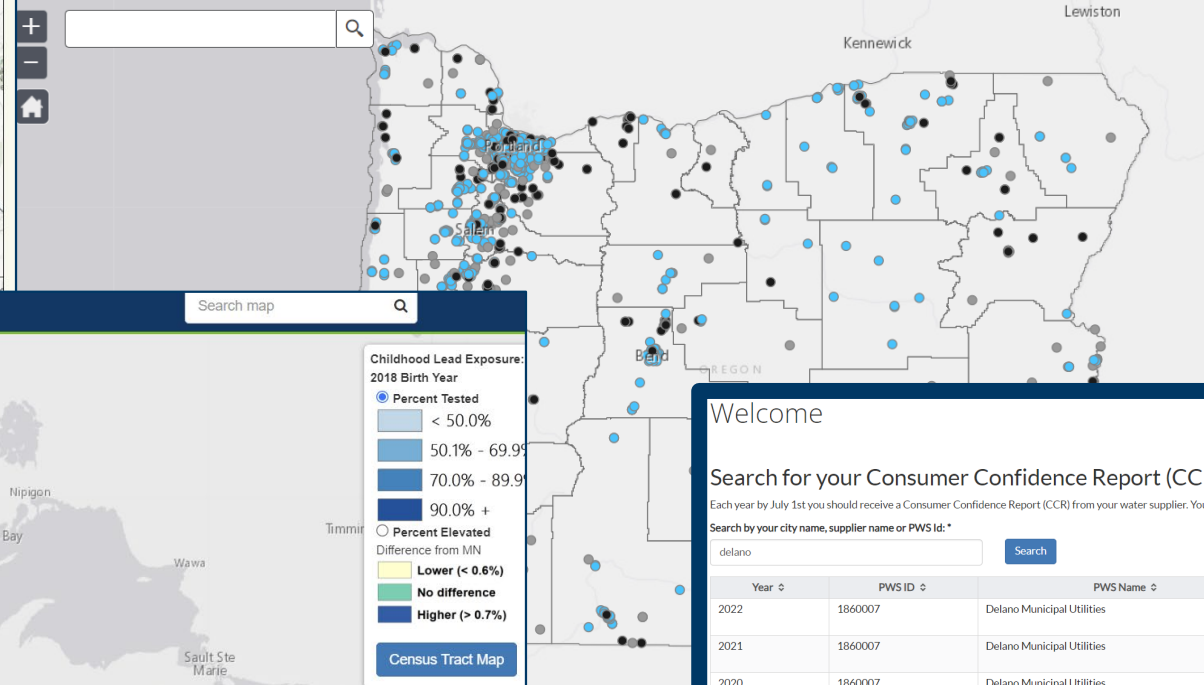 +
−
Lewiston
Kennewick
Portland
Salem
Bend
OREGON
Search map
Childhood Lead Exposure:
2018 Birth Year
Percent Tested
< 50.0%
50.1% - 69.9%
70.0% - 89.9
90.0% +
Percent Elevated
Difference from MN
Lower (< 0.6%)
No difference
Higher (> 0.7%)
Census Tract Map
Nipigon
Bay
Timmin
Wawa
Sault Ste
Marie
Welcome
Search for your Consumer Confidence Report (CC
Each year by July 1st you should receive a Consumer Confidence Report (CCR) from your water supplier. You
Search by your city name, supplier name or PWS Id: *
delano
Search
Year PWS ID PWS Name
2022 1860007 Delano Municipal Utilities
2021 1860007 Delano Municipal Utilities
2020 1860007 Delano Municipal Utilities